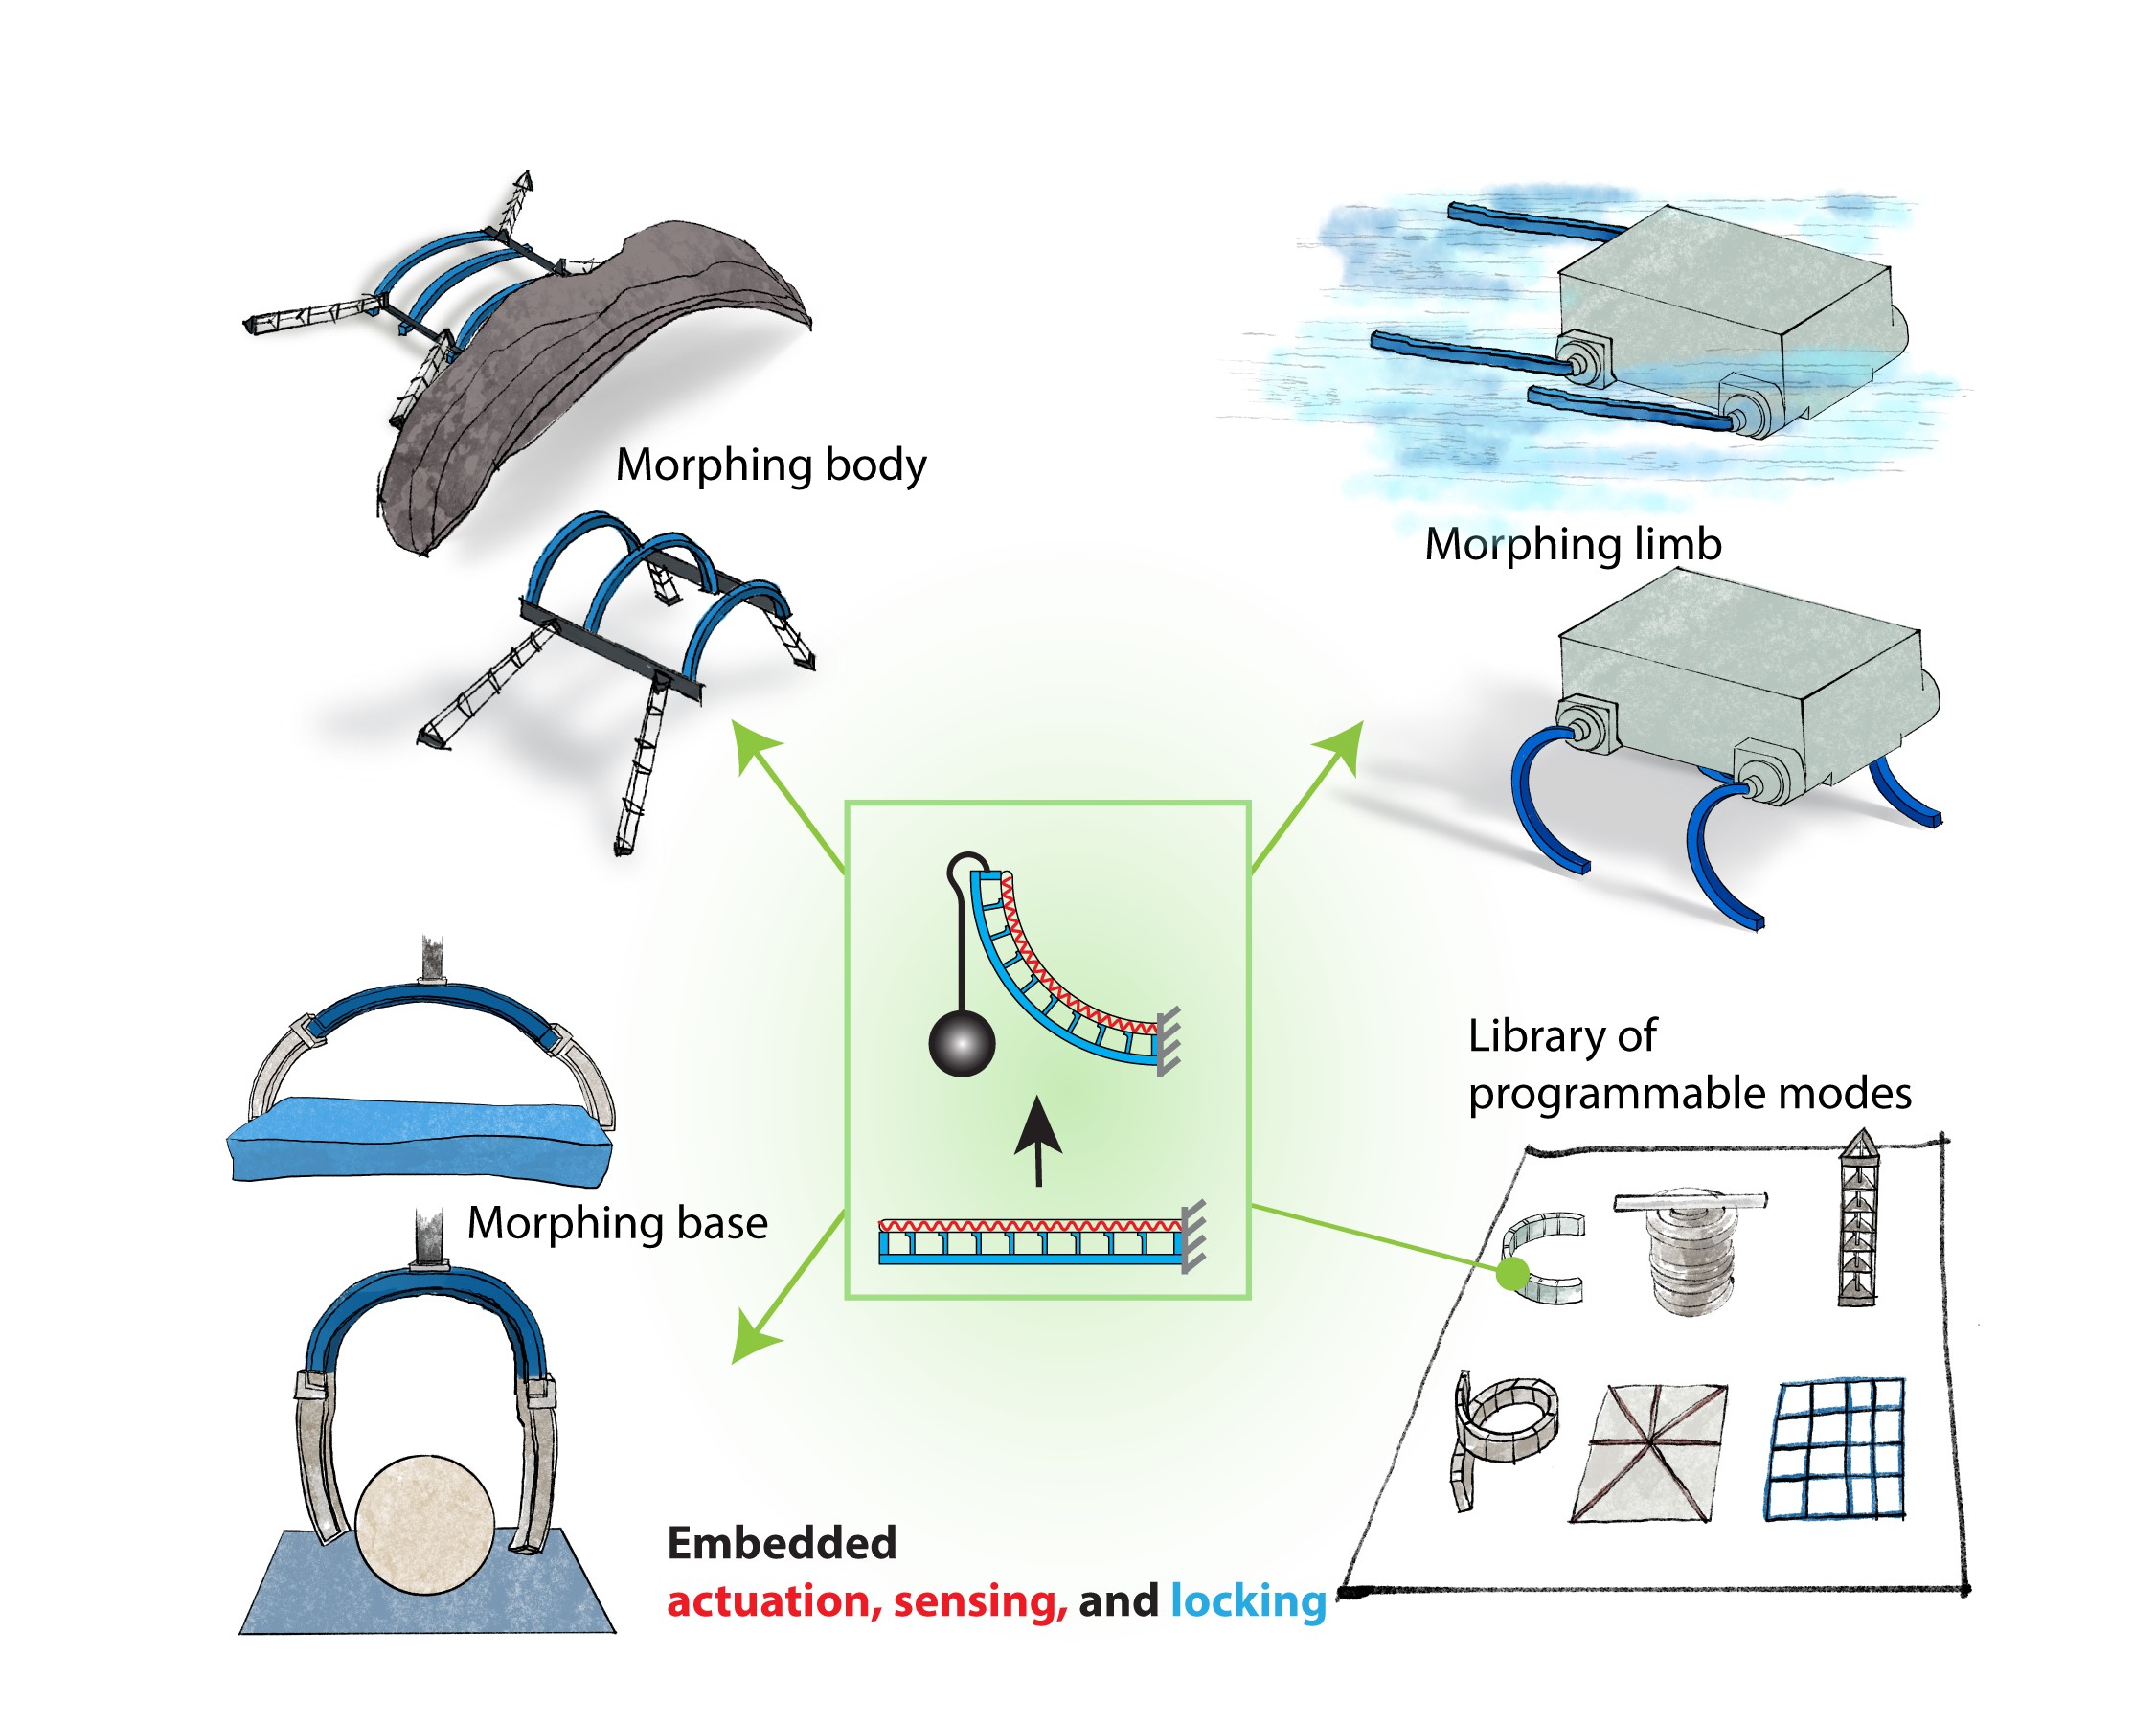 Morphing body
Morphing limb
Library of
programmable modes
Morphing base
Embedded
actuation, sensing, and locking